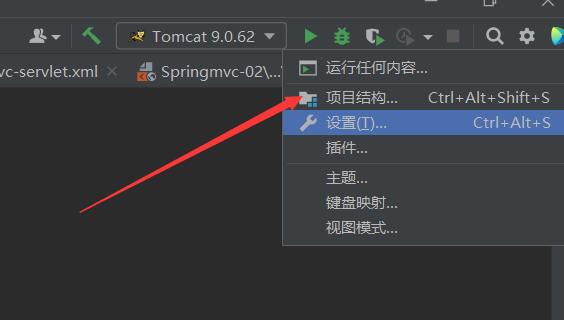 Tomcat 9.0.62
vc-servlet.xml
Springmvc-02\...
运行任何内容...
项目结构... Ctrl+Alt+Shift+S
设置(T)... Ctrl+Alt+S
插件...
主题...
键盘映射...
视图模式...